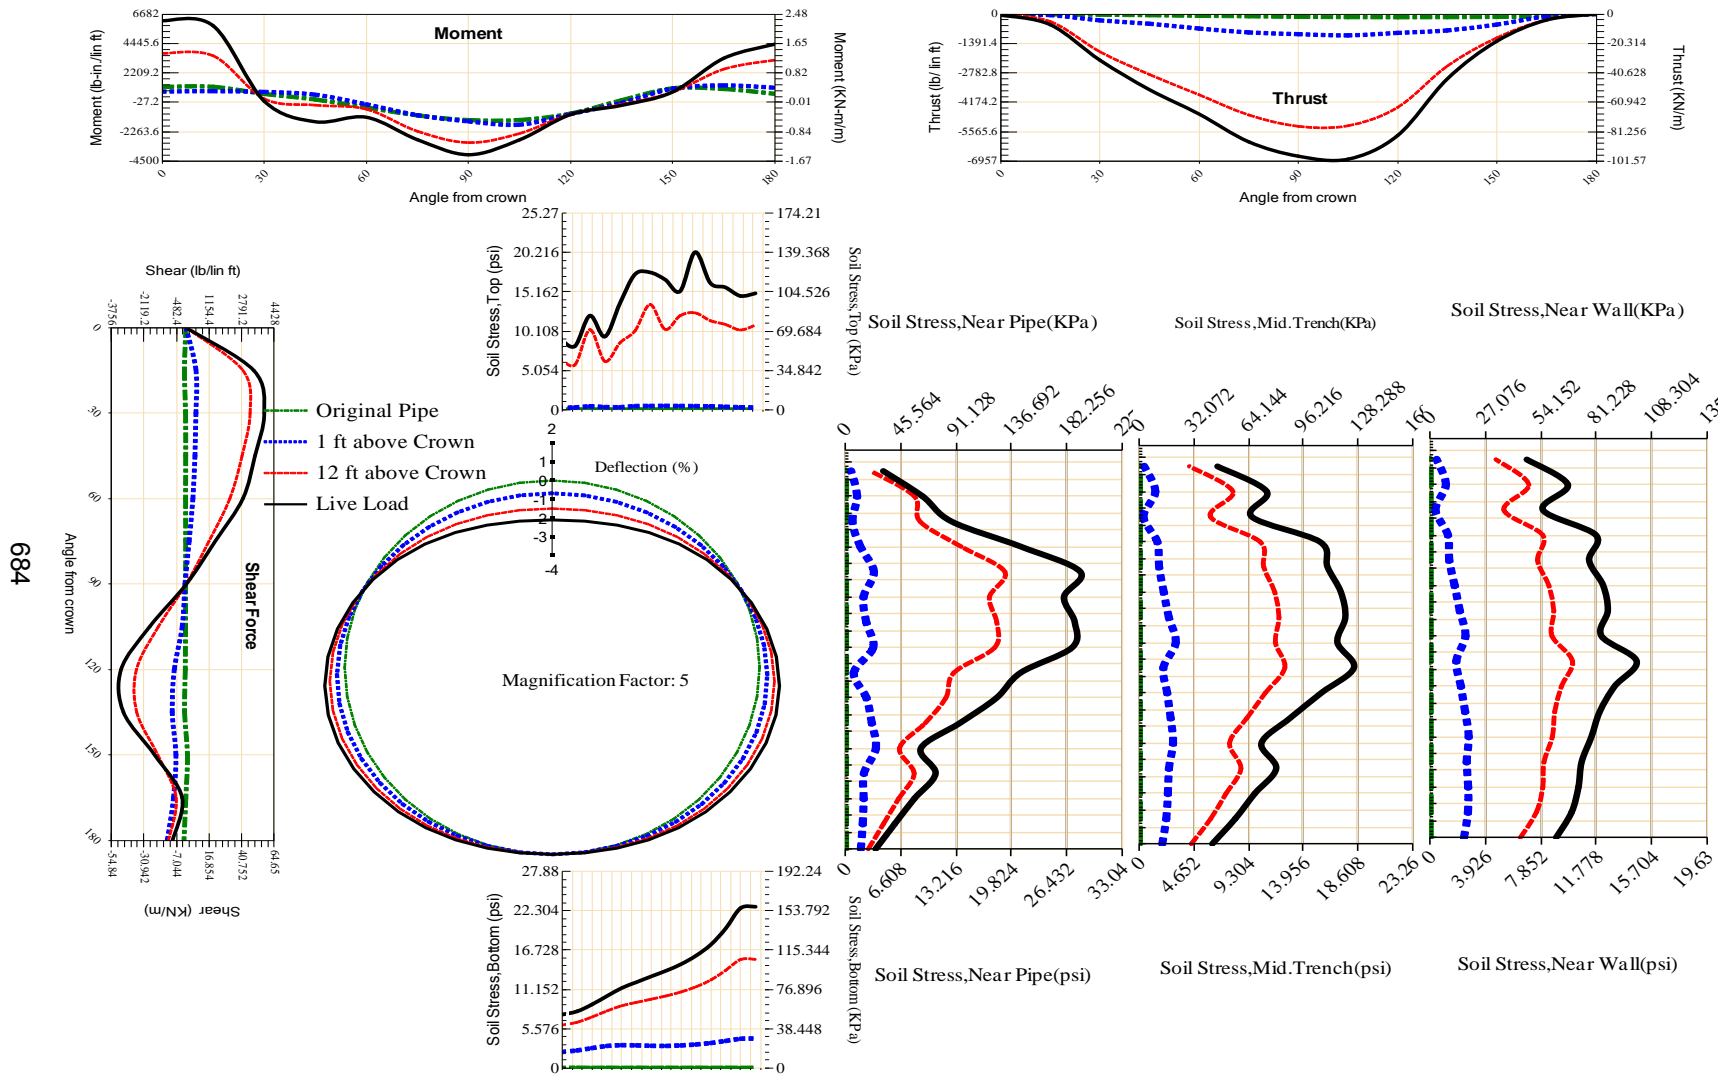 Moment
Moment (lb-in./lin ft)
6682
4445.6
2209.2
-27.2
-2263.6
-4500
2.48
1.65
0.82
-0.01
-0.84
-1.67
Moment (KN-m/m)
0 30 60 90 120 150 180
Angle from crown
Thrust
Thrust (lb/ lin ft)
0
-1391.4
-2782.8
-4174.2
-5565.6
-6957
0
-20.314
-40.628
-60.942
-81.256
-101.57
Thrust (KN/m)
0 30 60 90 120 150 180
Angle from crown
Soil Stress,Top (psi)
25.27
20.216
15.162
10.108
5.054
0
174.21
139.368
104.526
69.684
34.842
0
Soil Stress,Top (KPa)
Shear (lb/lin ft)
-3756 -2119.2 -482.4 1154.4 2791.2 4428
0
30
60
90
120
150
180
Angle from crown
Shear Force
-54.84 -30.942 -7.044 16.854 40.752 64.65
Shear (KN/m)
684
Original Pipe
1 ft above Crown
12 ft above Crown
Live Load
Deflection (%)
2
1
0
-1
-2
-3
-4
Magnification Factor: 5
Soil Stress,Bottom (psi)
27.88
22.304
16.728
11.152
5.576
0
192.24
153.792
115.344
76.896
38.448
0
Soil Stress,Bottom (KPa)
Soil Stress,Near Pipe(KPa)
0 45.564 91.128 136.692 182.256
0 6.608 13.216 19.824 26.432 33.04
Soil Stress,Near Pipe(psi)
Soil Stress,Mid.Trench(KPa)
0 32.072 64.144 96.216 128.288
0 4.652 9.304 13.956 18.608 23.26
Soil Stress,Mid.Trench(psi)
Soil Stress,Near Wall(KPa)
0 27.076 54.152 81.228 108.304
0 3.926 7.852 11.778 15.704 19.63
Soil Stress,Near Wall(psi)